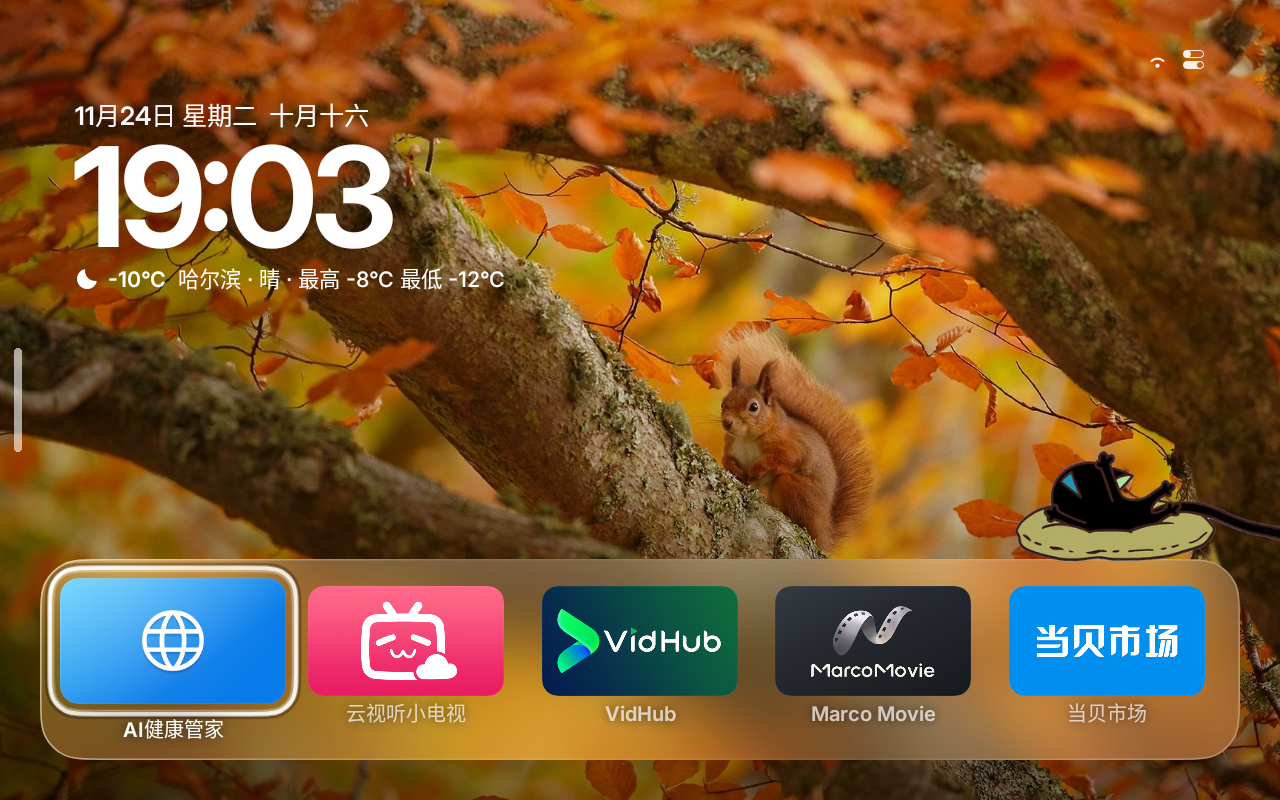 11月24日 星期二 十月十六
19:03
-10°C 哈尔滨 · 晴 · 最高 -8°C 最低 -12°C
VidHub
MarcoMovie
当贝市场
AI健康管家
云视听小电视
VidHub
Marco Movie
当贝市场